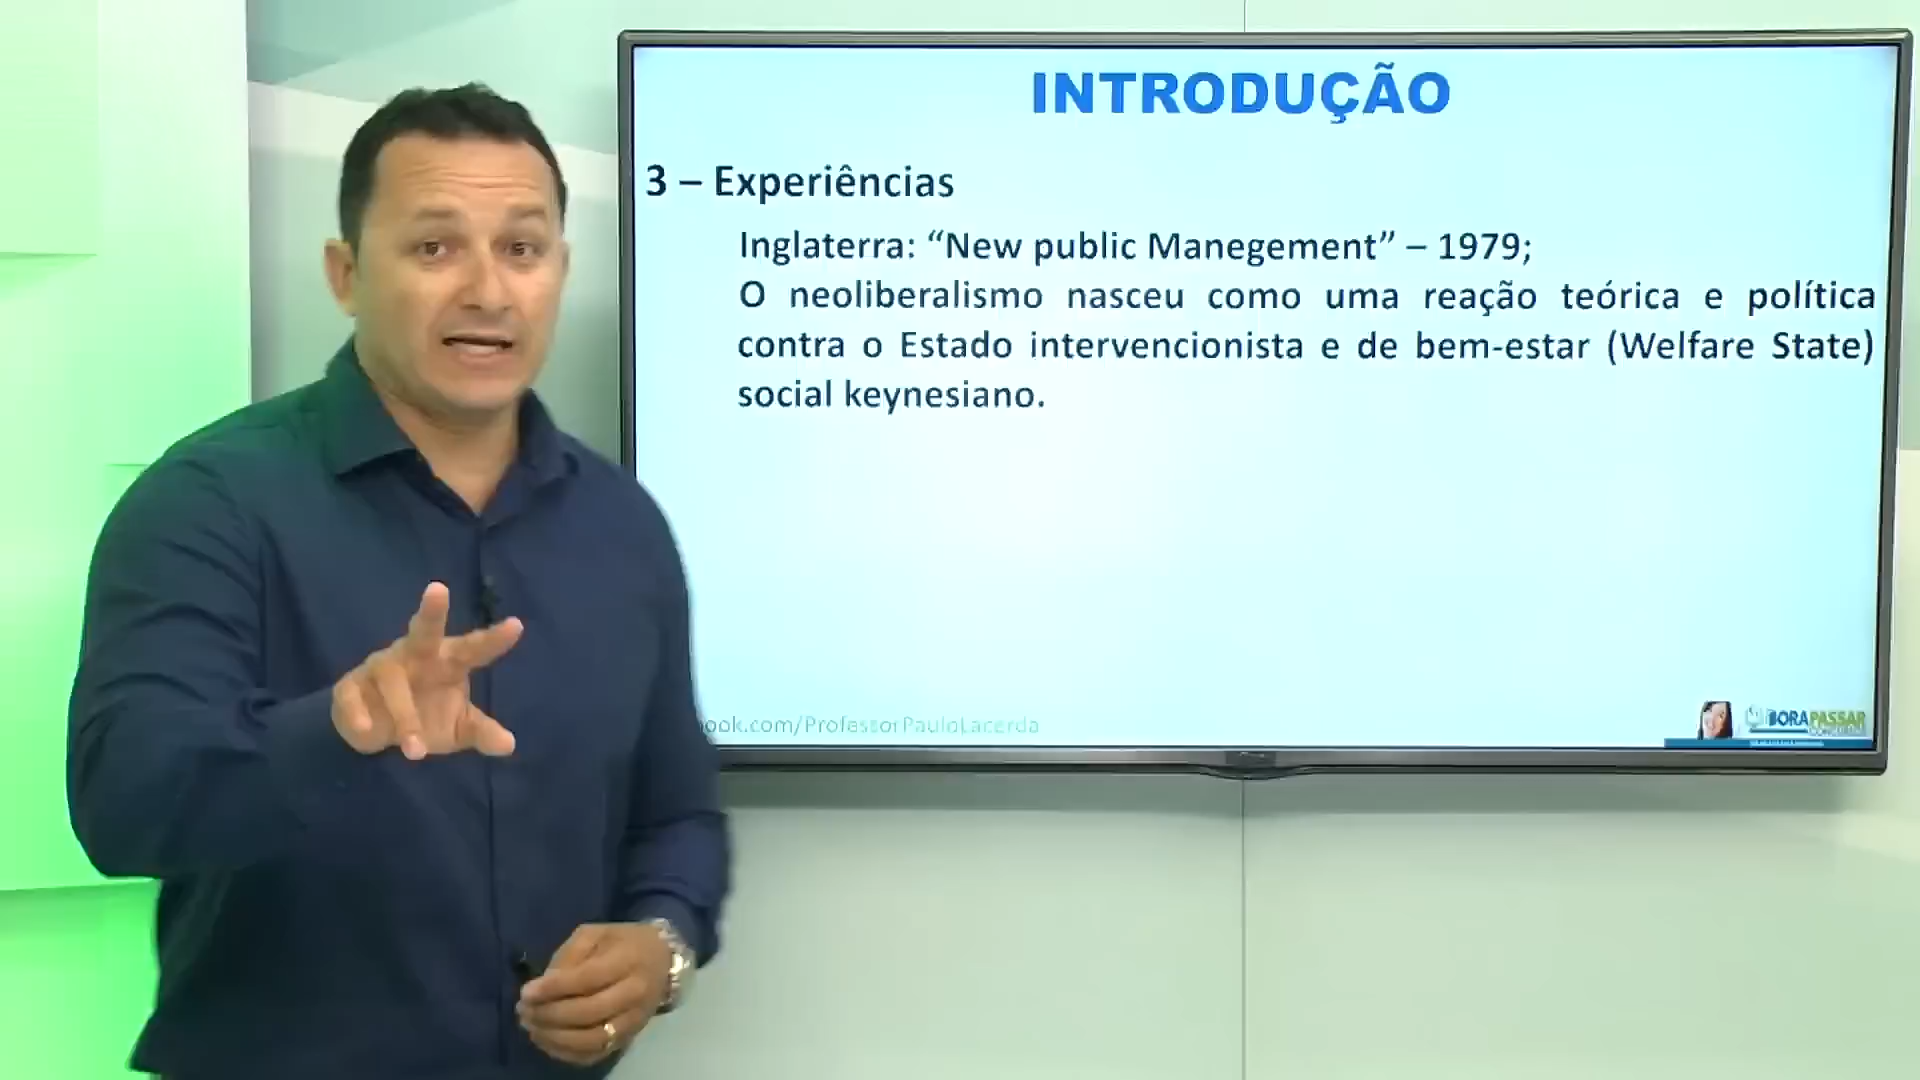 INTRODUÇÃO
3 – Experiências
Inglaterra: “New public Manegement” – 1979;
O neoliberalismo nasceu como uma reação teórica e política
contra o Estado intervencionista e de bem-estar (Welfare State)
social keynesiano.
ook.com/ProfessorPauloLacerda
BORAPASSAR